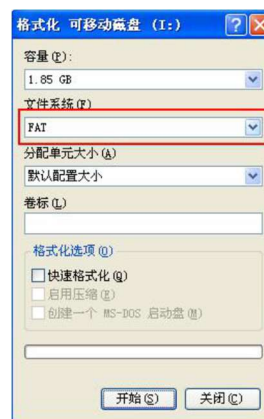 格式化 可移动磁盘 (I:)
容量(P):
1.85 GB
文件系统(F)
FAT
分配单元大小(A)
默认配置大小
卷标(L)
格式化选项(O)
快速格式化(Q)
启用压缩(E)
创建一个 MS-DOS 启动盘(M)
开始(S)
关闭(C)